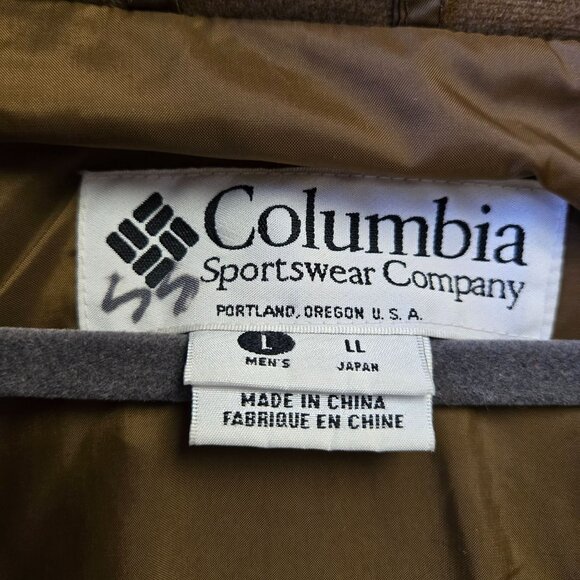 Columbia
Sportswear Company
PORTLAND, OREGON U. S. A.
L LL
MEN'S JAPAN
MADE IN CHINA
FABRIQUE EN CHINE